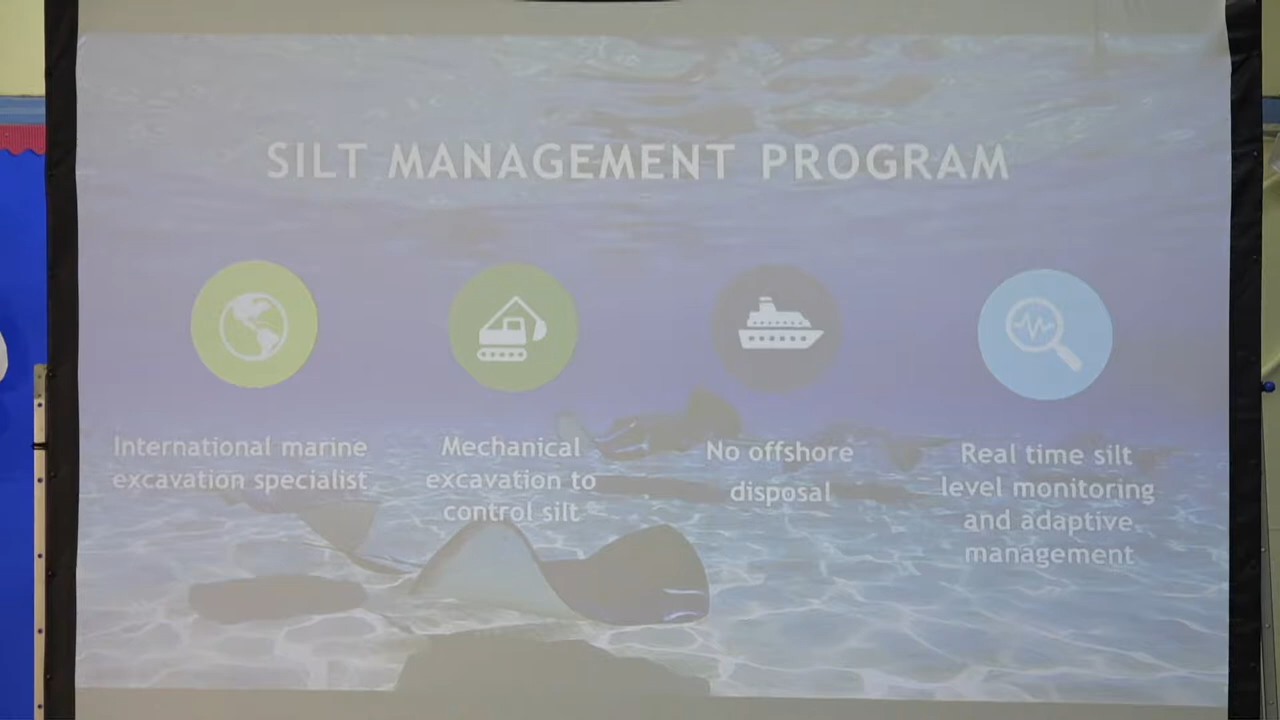 SILT MANAGEMENT PROGRAM
International marine
excavation specialist
Mechanical
excavation to
control silt
No offshore
disposal
Real time silt
level monitoring
and adaptive
management